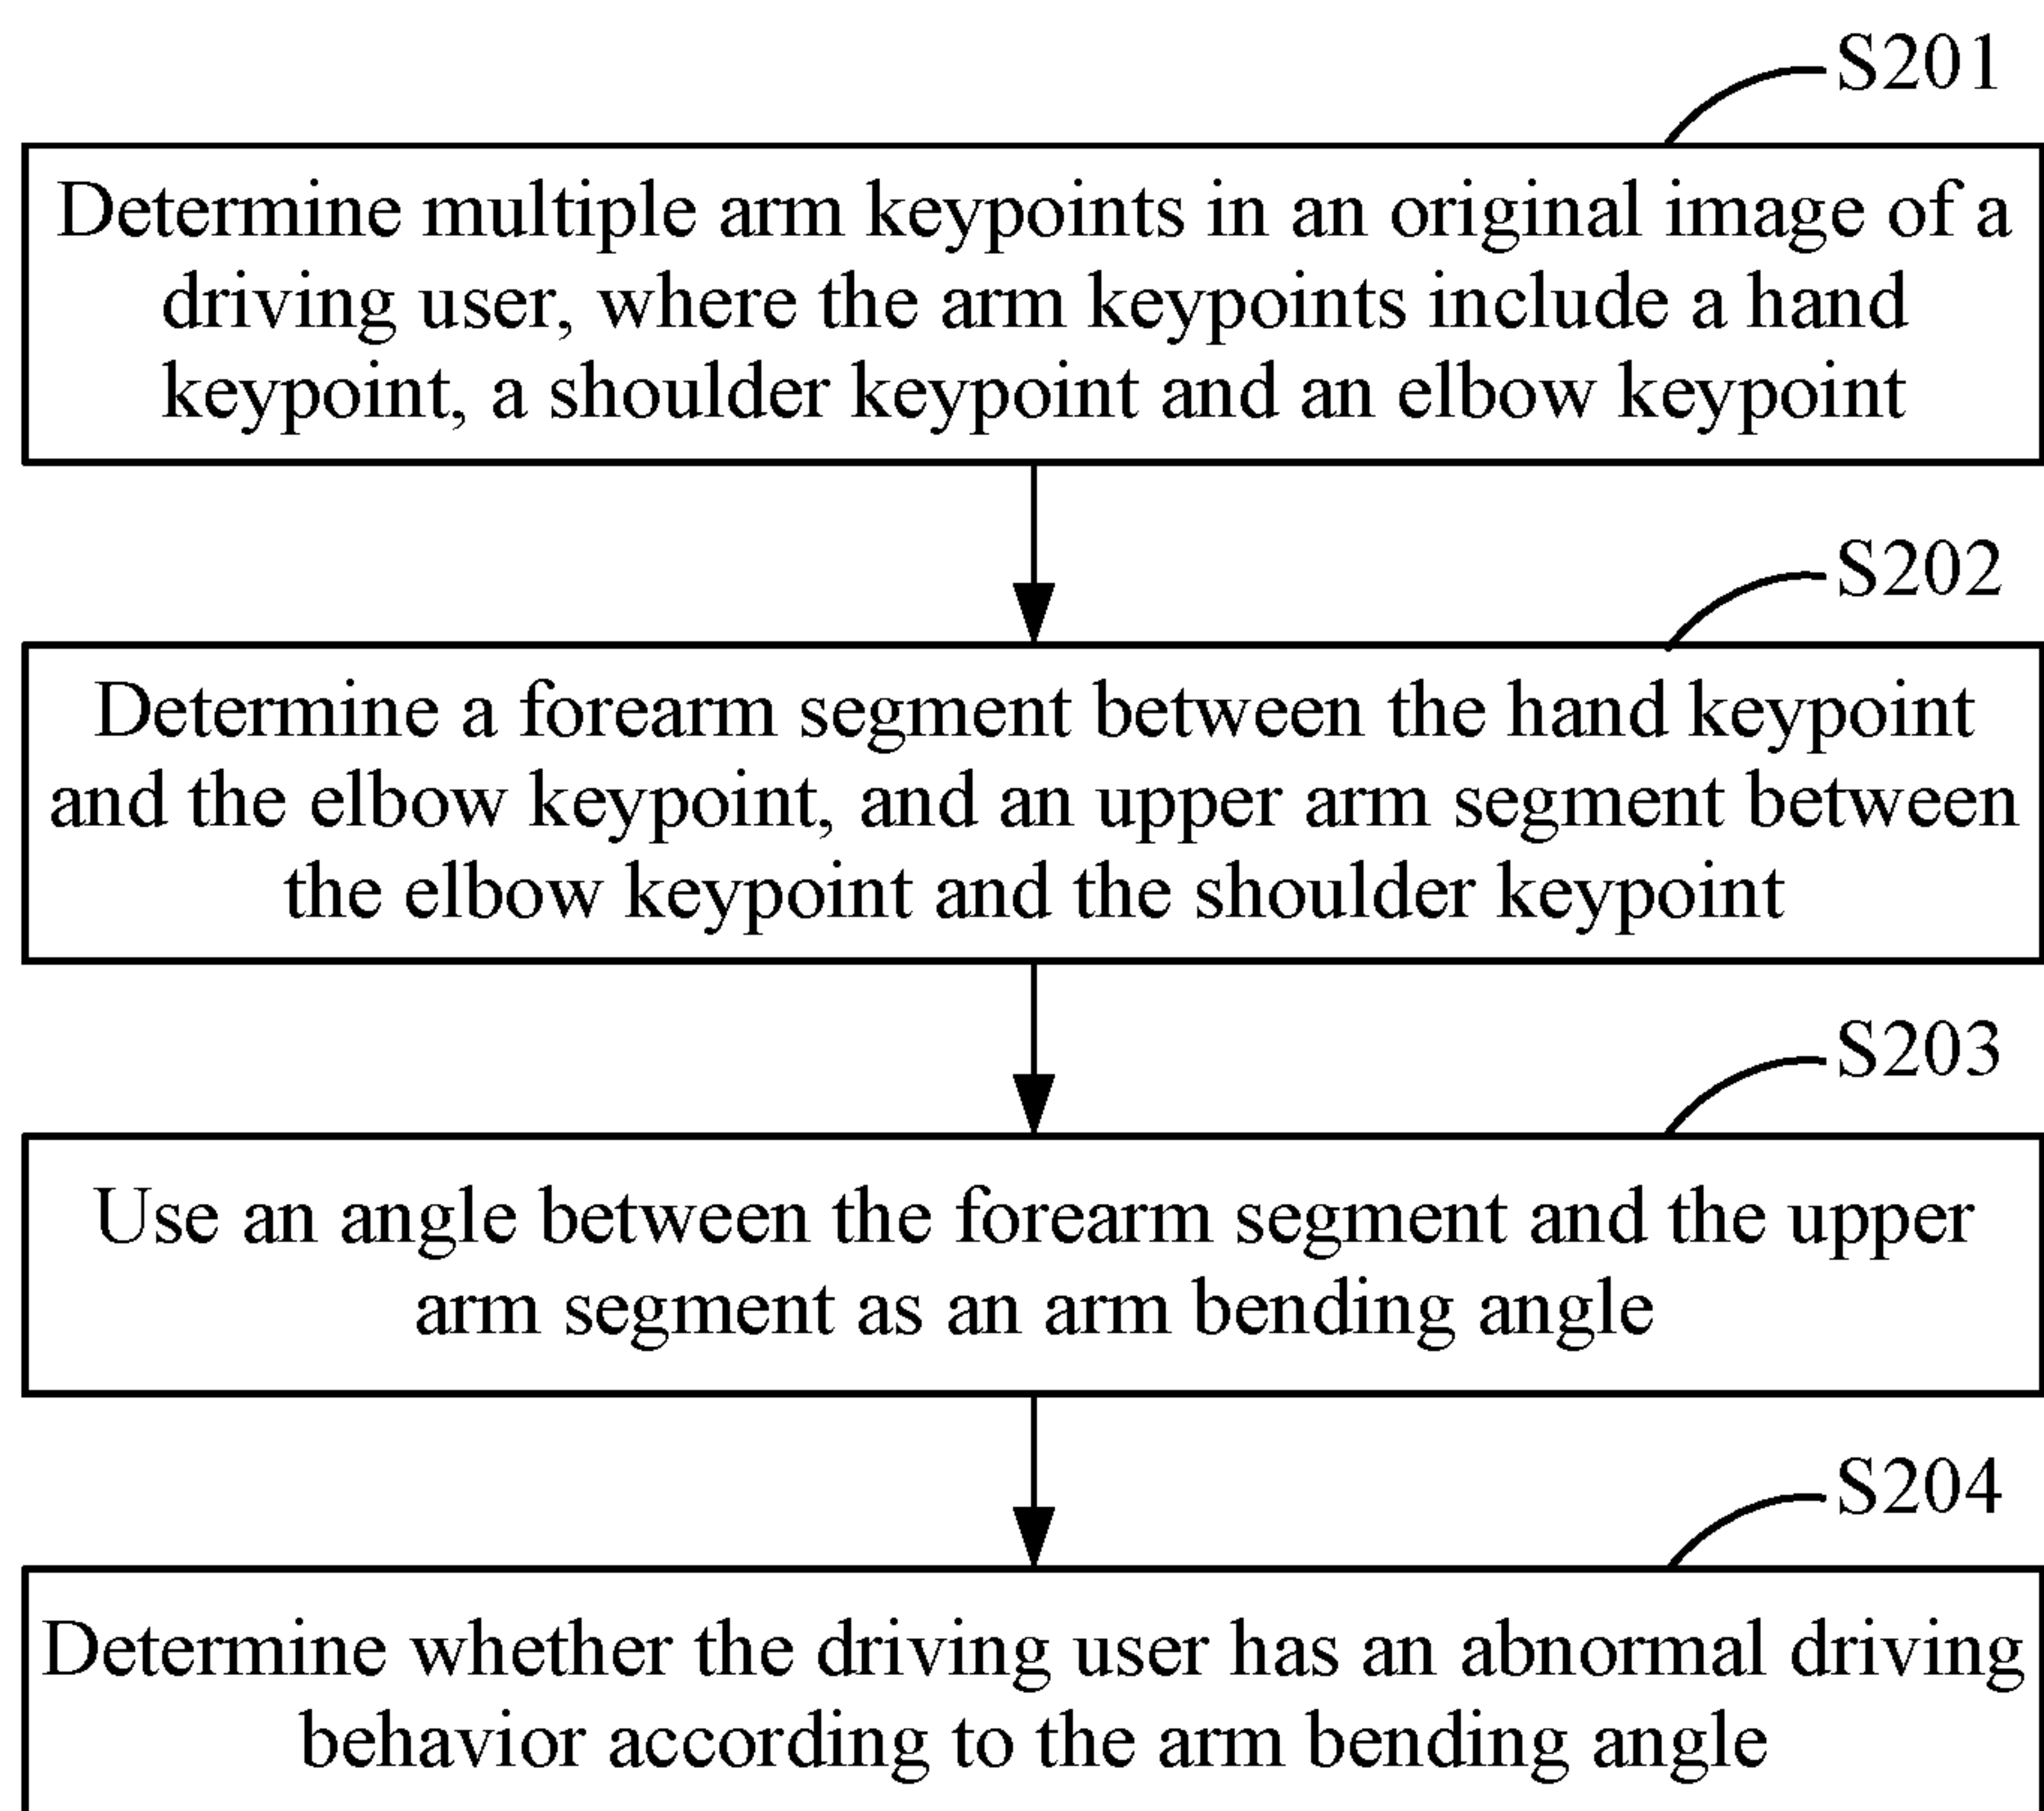 S201
Determine multiple arm keypoints in an original image of a
driving user, where the arm keypoints include a hand
keypoint, a shoulder keypoint and an elbow keypoint
S202
Determine a forearm segment between the hand keypoint
and the elbow keypoint, and an upper arm segment between
the elbow keypoint and the shoulder keypoint
S203
Use an angle between the forearm segment and the upper
arm segment as an arm bending angle
S204
Determine whether the driving user has an abnormal driving
behavior according to the arm bending angle